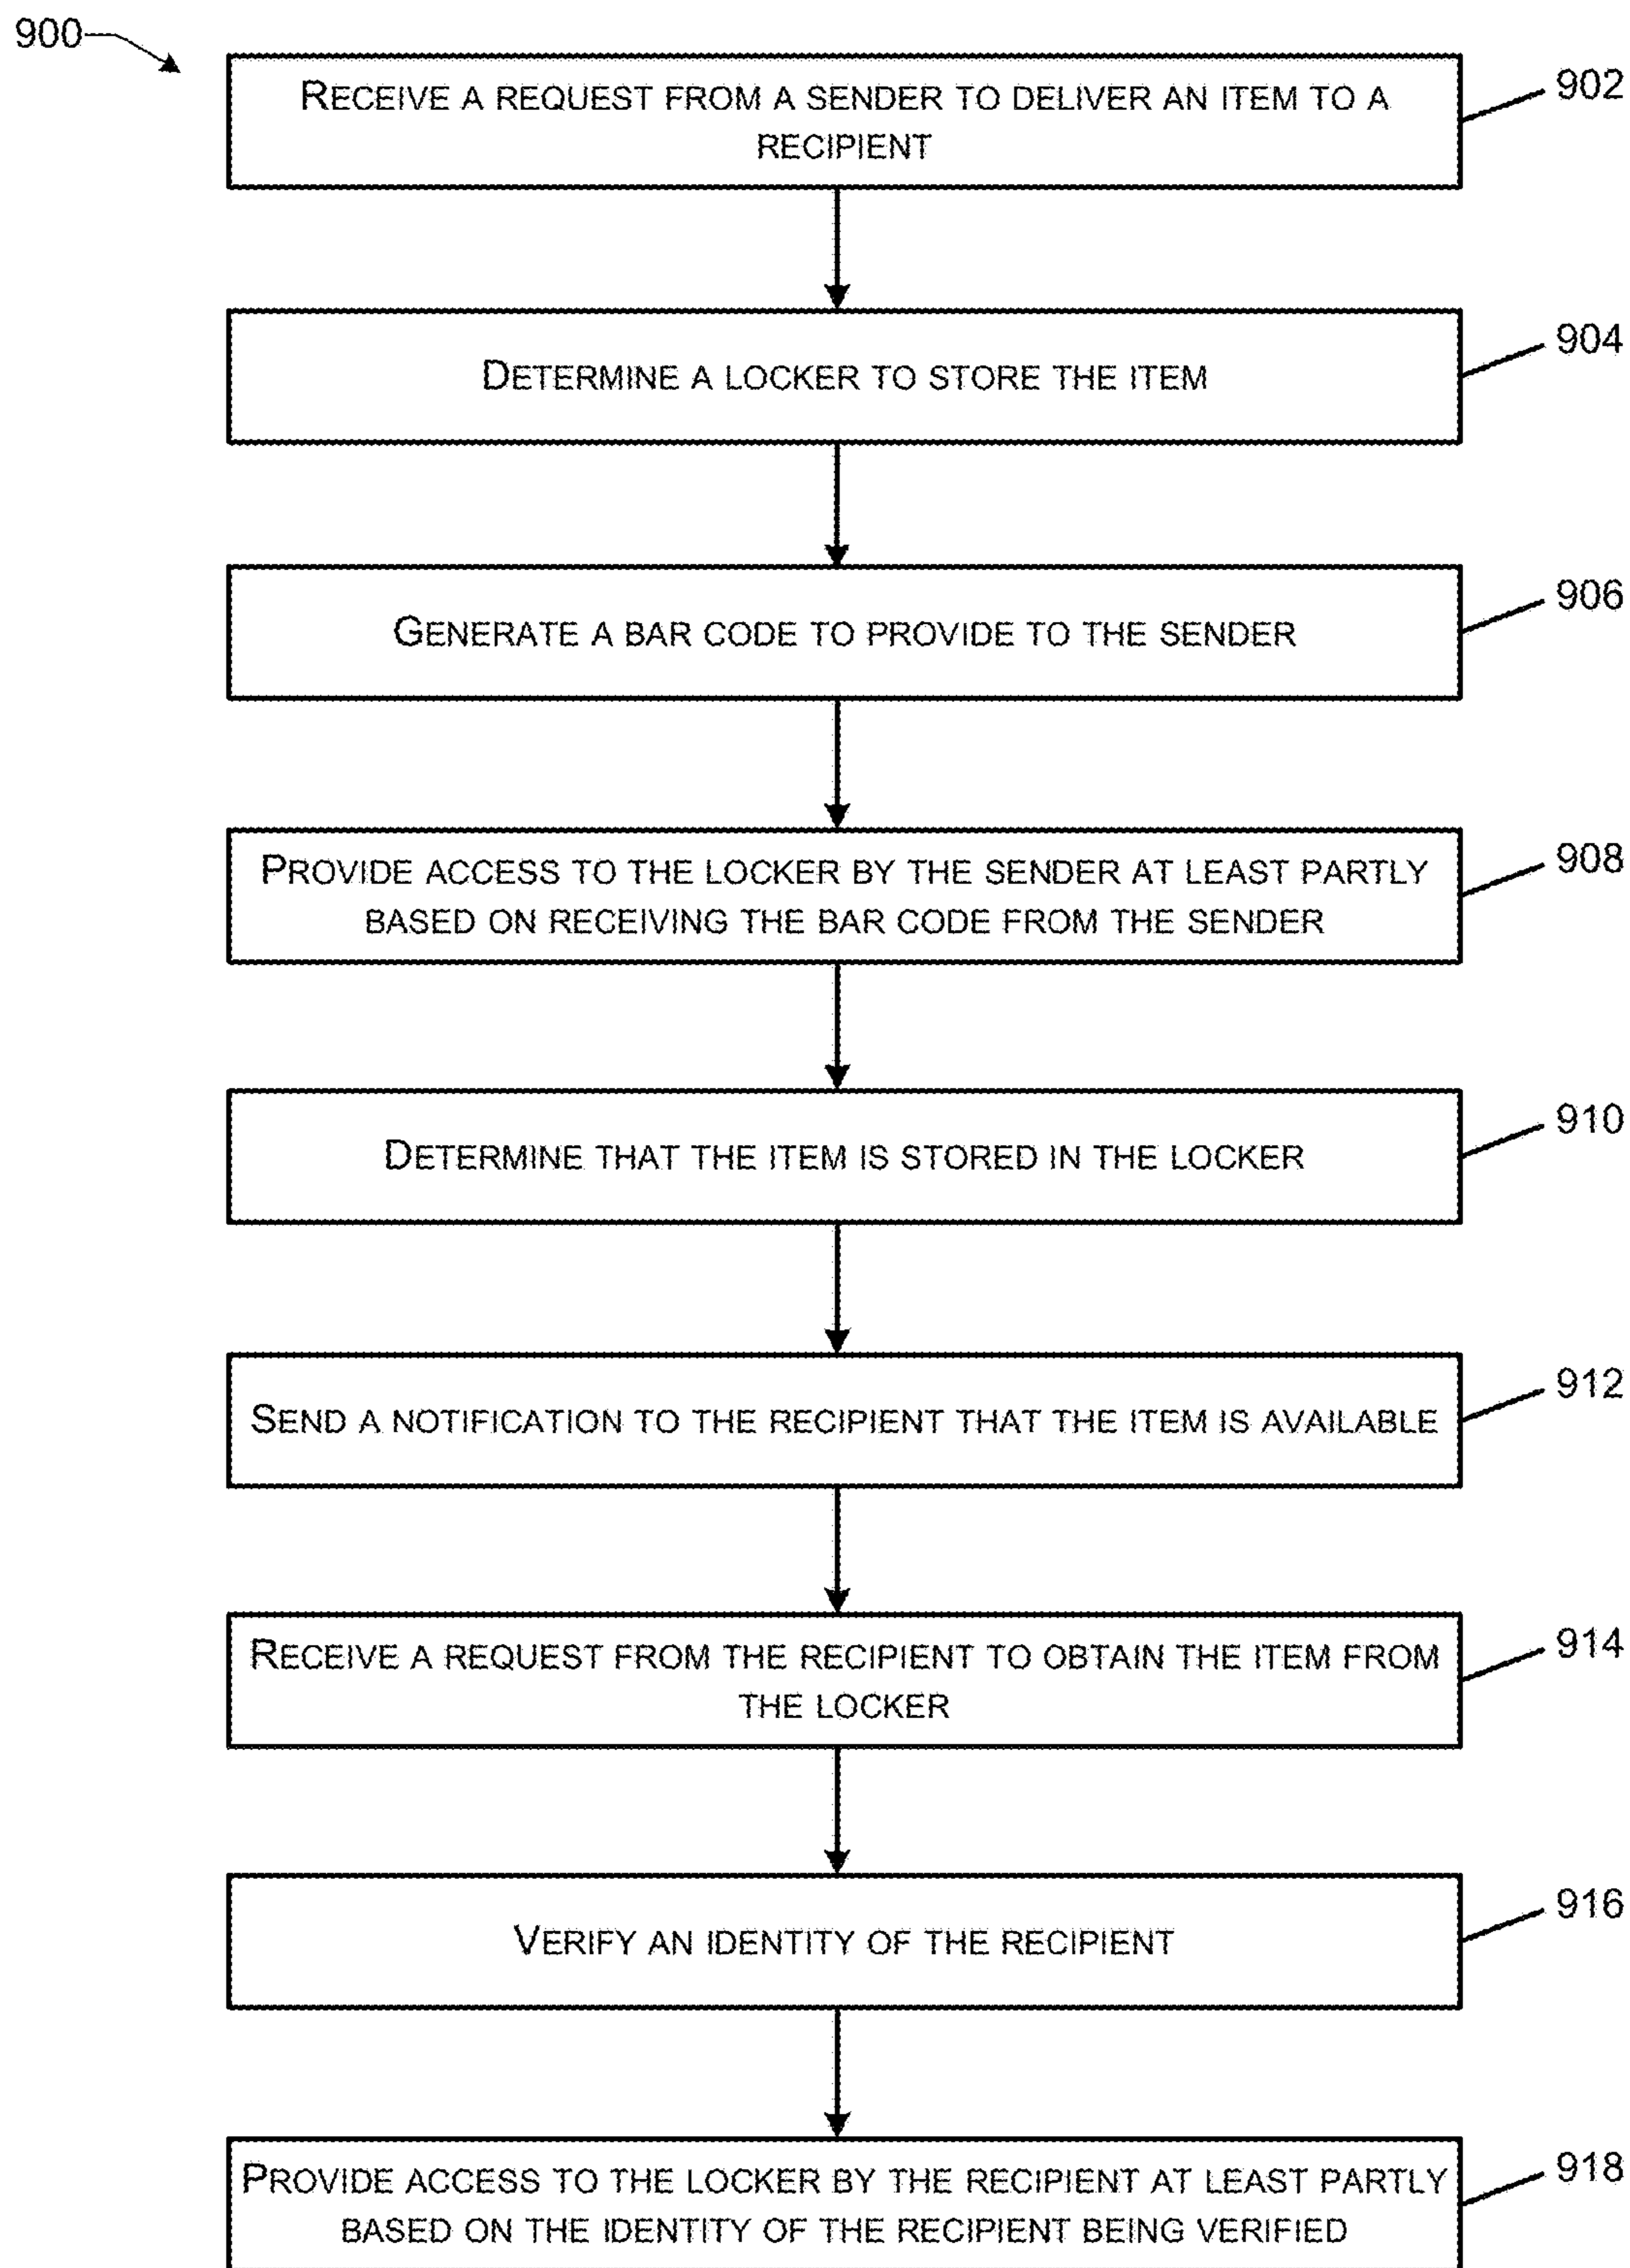 900
RECEIVE A REQUEST FROM A SENDER TO DELIVER AN ITEM TO A
RECIPIENT
902
DETERMINE A LOCKER TO STORE THE ITEM
904
GENERATE A BAR CODE TO PROVIDE TO THE SENDER
906
PROVIDE ACCESS TO THE LOCKER BY THE SENDER AT LEAST PARTLY
BASED ON RECEIVING THE BAR CODE FROM THE SENDER
908
DETERMINE THAT THE ITEM IS STORED IN THE LOCKER
910
SEND A NOTIFICATION TO THE RECIPIENT THAT THE ITEM IS AVAILABLE
912
RECEIVE A REQUEST FROM THE RECIPIENT TO OBTAIN THE ITEM FROM
THE LOCKER
914
VERIFY AN IDENTITY OF THE RECIPIENT
916
PROVIDE ACCESS TO THE LOCKER BY THE RECIPIENT AT LEAST PARTLY
BASED ON THE IDENTITY OF THE RECIPIENT BEING VERIFIED
918